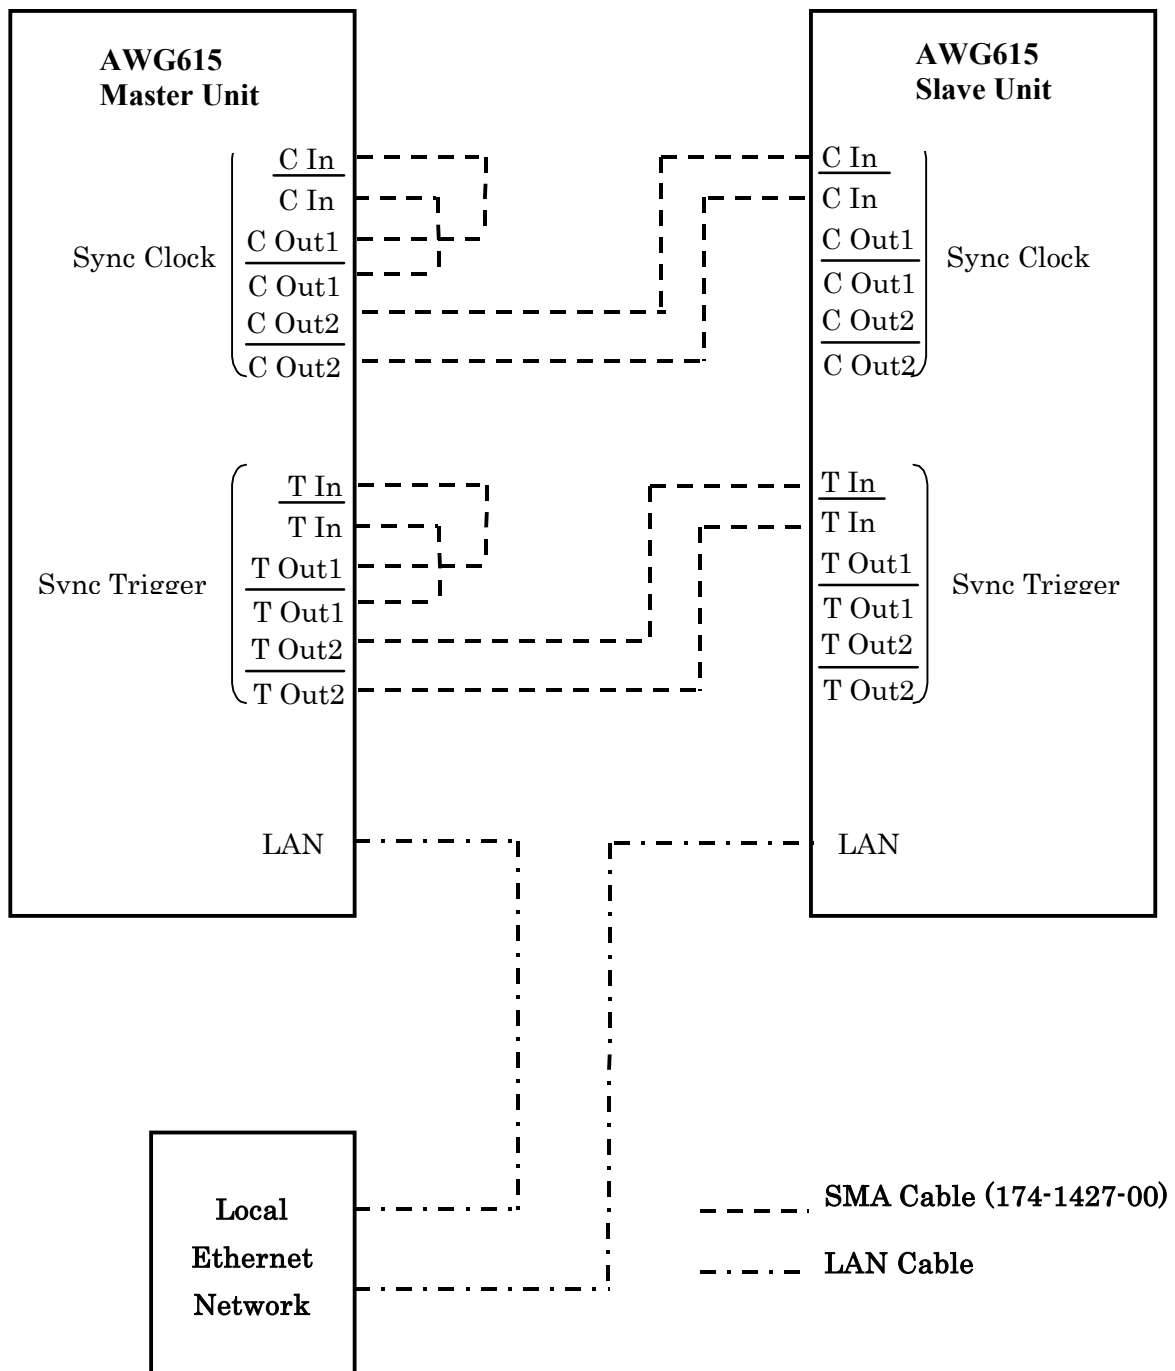 AWG615
Master Unit
C In
C In
C Out1
C Out1
C Out2
C Out2
Sync Clock
T In
T In
T Out1
T Out1
T Out2
T Out2
Sync Trigger
LAN
AWG615
Slave Unit
C In
C In
C Out1
C Out1
C Out2
C Out2
Sync Clock
T In
T In
T Out1
T Out1
T Out2
T Out2
Sync Trigger
LAN
Local
Ethernet
Network
SMA Cable (174-1427-00)
LAN Cable